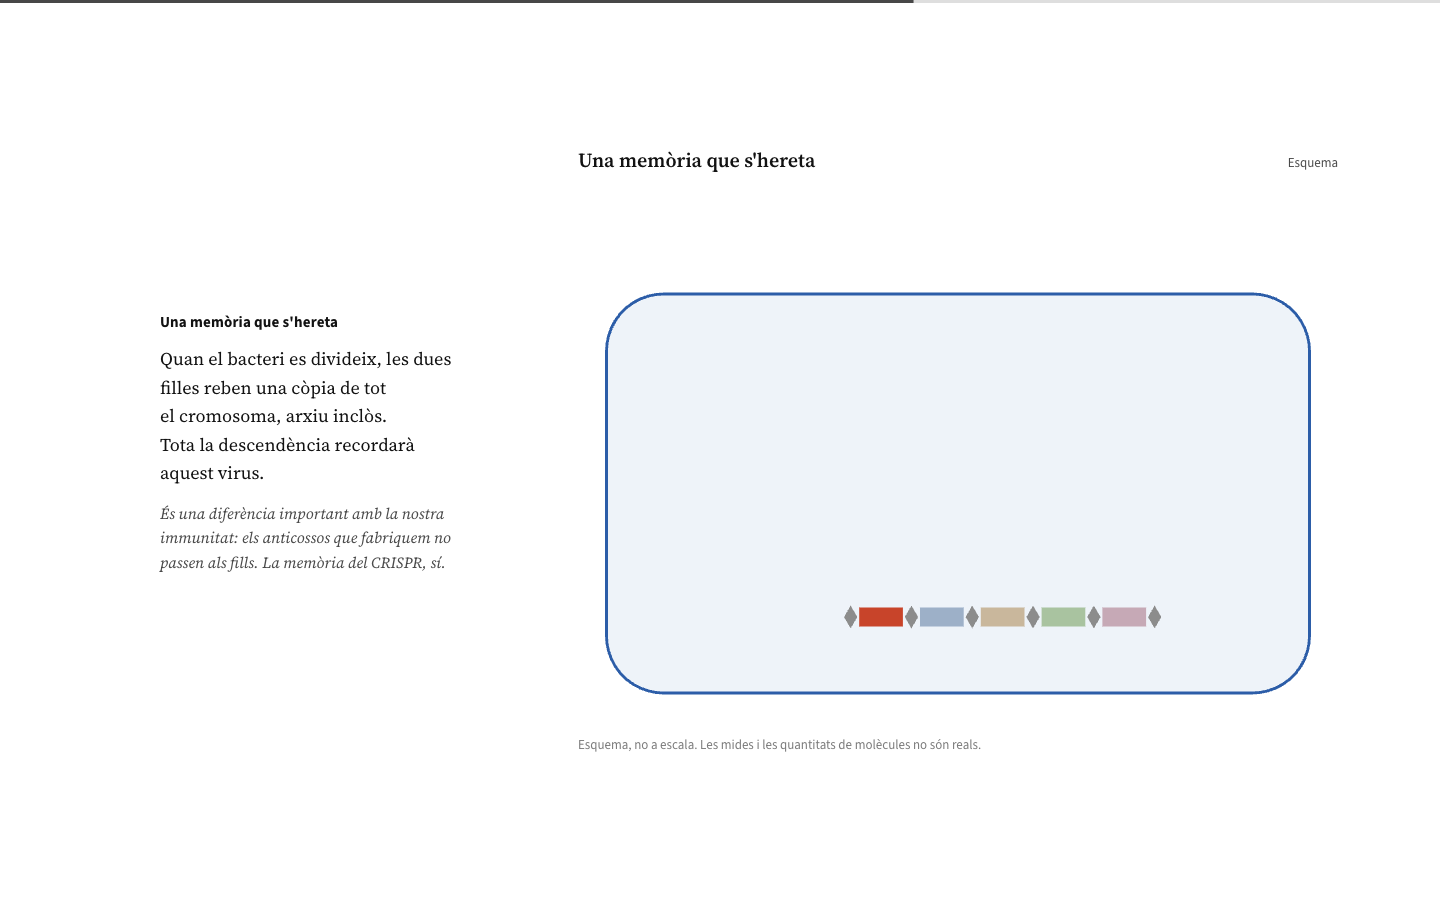 Una memòria que s'hereta
Esquema
Una memòria que s'hereta
Quan el bacteri es divideix, les dues
filles reben una còpia de tot
el cromosoma, arxiu inclòs.
Tota la descendència recordarà
aquest virus.
És una diferència important amb la nostra
immunitat: els anticossos que fabriquem no
passen als fills. La memòria del CRISPR, sí.
Esquema, no a escala. Les mides i les quantitats de molècules no són reals.